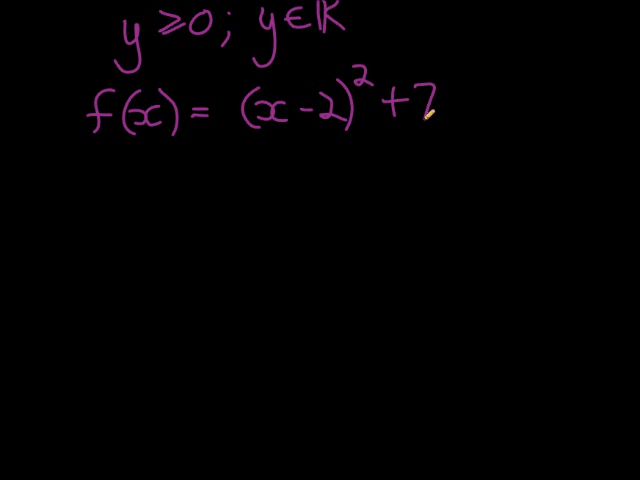 y ≥ 0 ; y ∈ ℝ
f(x) = (x - 2)² + 7